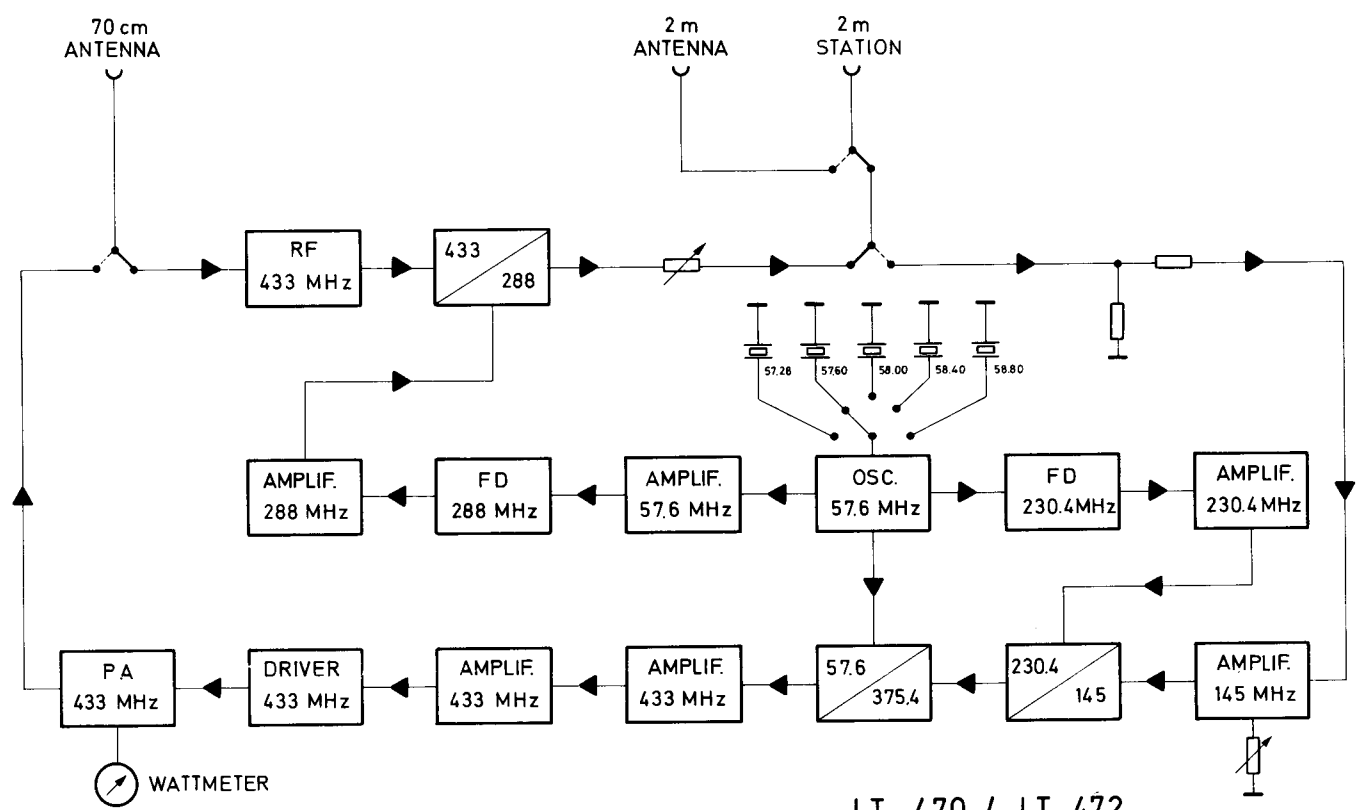 70 cm
ANTENNA
2 m
ANTENNA
2 m
STATION
RF
433 MHz
433
288
57.28
57.60
58.00
58.40
58.80
AMPLIF.
288 MHz
FD
288 MHz
AMPLIF.
57.6 MHz
OSC.
57.6 MHz
FD
230.4MHz
AMPLIF.
230.4MHz
PA
433 MHz
DRIVER
433 MHz
AMPLIF.
433 MHz
AMPLIF.
433 MHz
57.6
375,4
230.4
145
AMPLIF.
145 MHz
WATTMETER